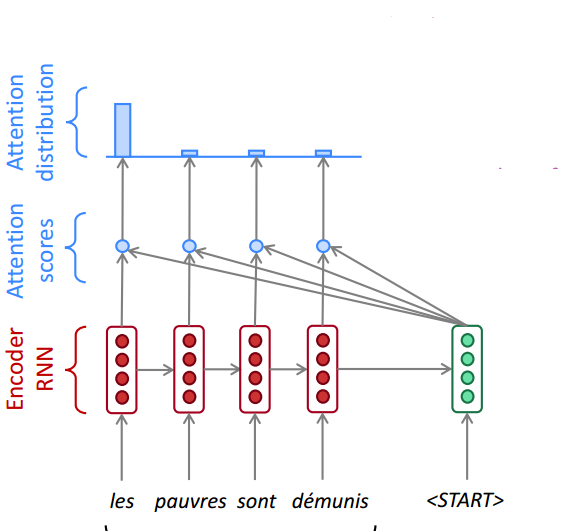 Attention
distribution
Attention
scores
Encoder
RNN
les pauvres sont démunis <START>